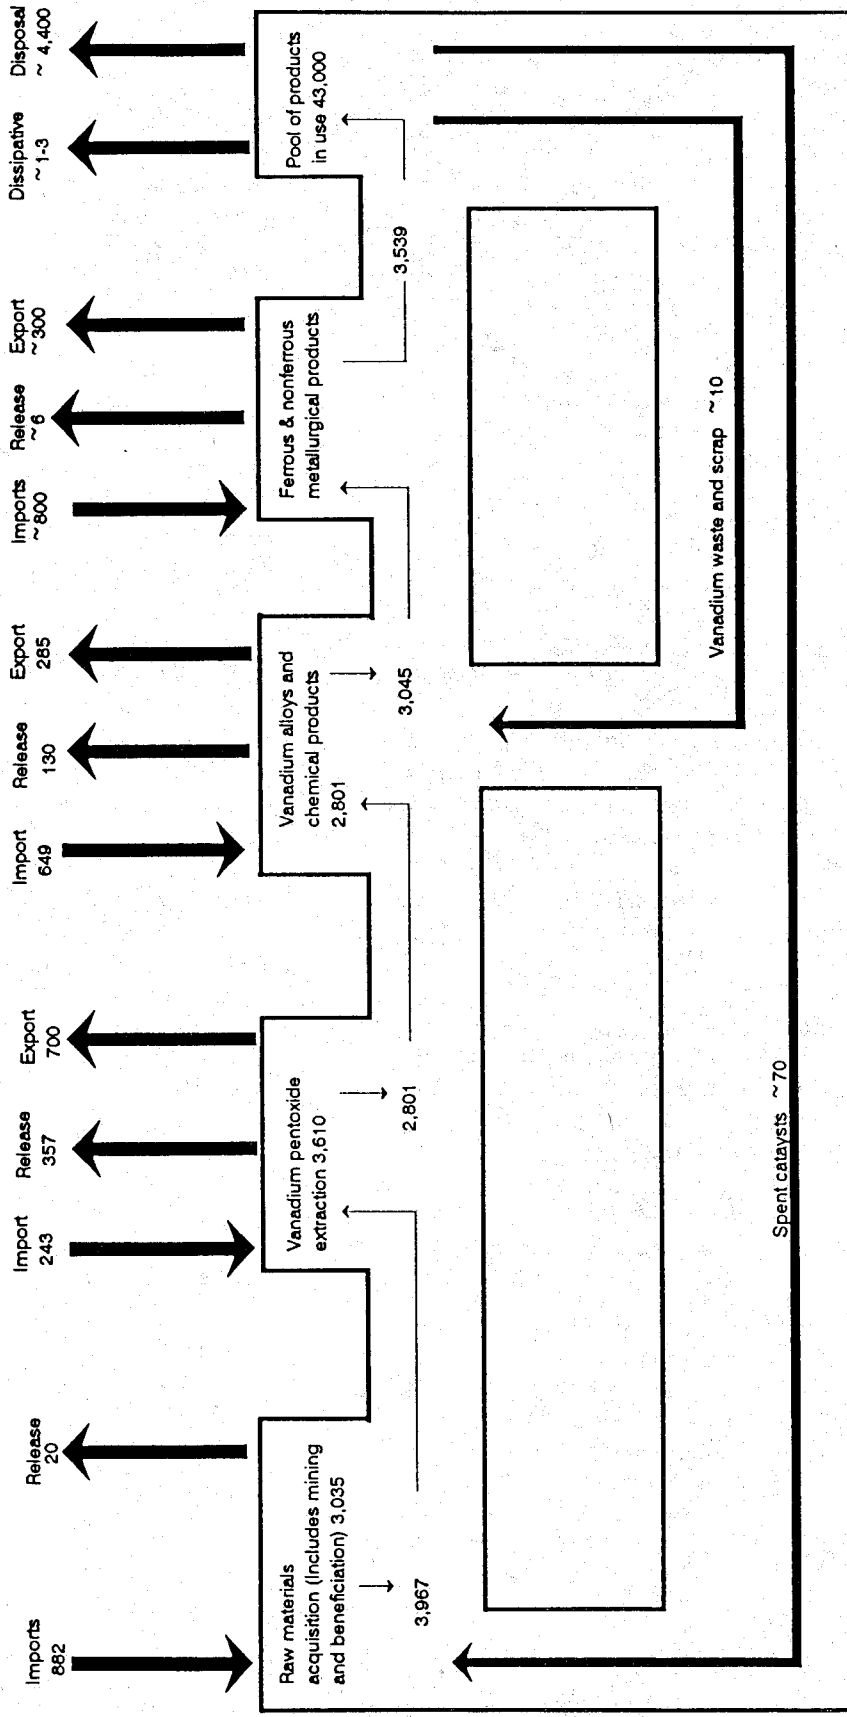 Imports
882
Release
20
Import
243
Release
357
Export
700
Import
649
Release
130
Export
285
Imports
~800
Release
~6
Export
~300
Dissipative
~1-3
Disposal
~4,400
Raw materials
acquisition (Includes mining
and beneficiation) 3,035
3,967
Vanadium pentoxide
extraction 3,610
2,801
Vanadium alloys and
chemical products
2,801
3,045
Ferrous & nonferrous
metallurgical products
3,539
Pool of products
in use 43,000
Vanadium waste and scrap ~10
Spent cataysts ~70